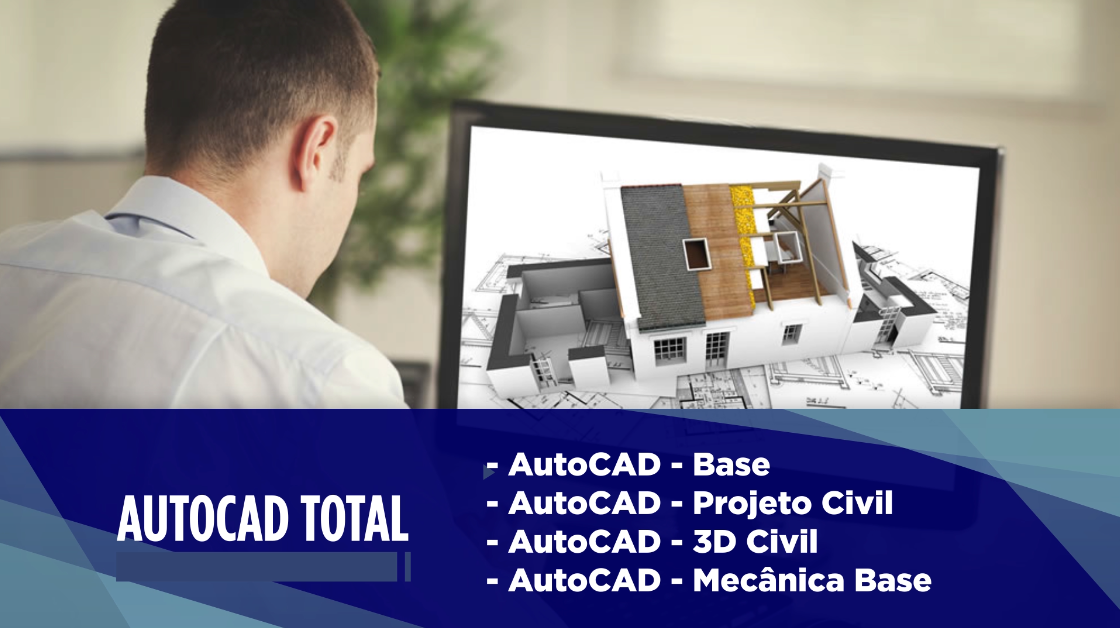 AUTOCAD TOTAL
- AutoCAD - Base
- AutoCAD - Projeto Civil
- AutoCAD - 3D Civil
- AutoCAD - Mecânica Base